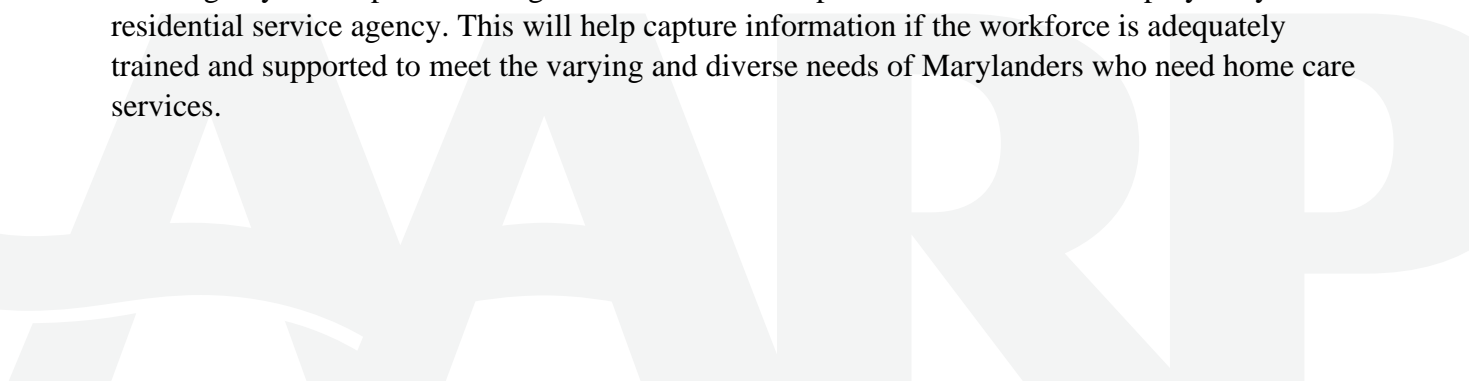 residential service agency. This will help capture information if the workforce is adequately
trained and supported to meet the varying and diverse needs of Marylanders who need home care
services.
AARP